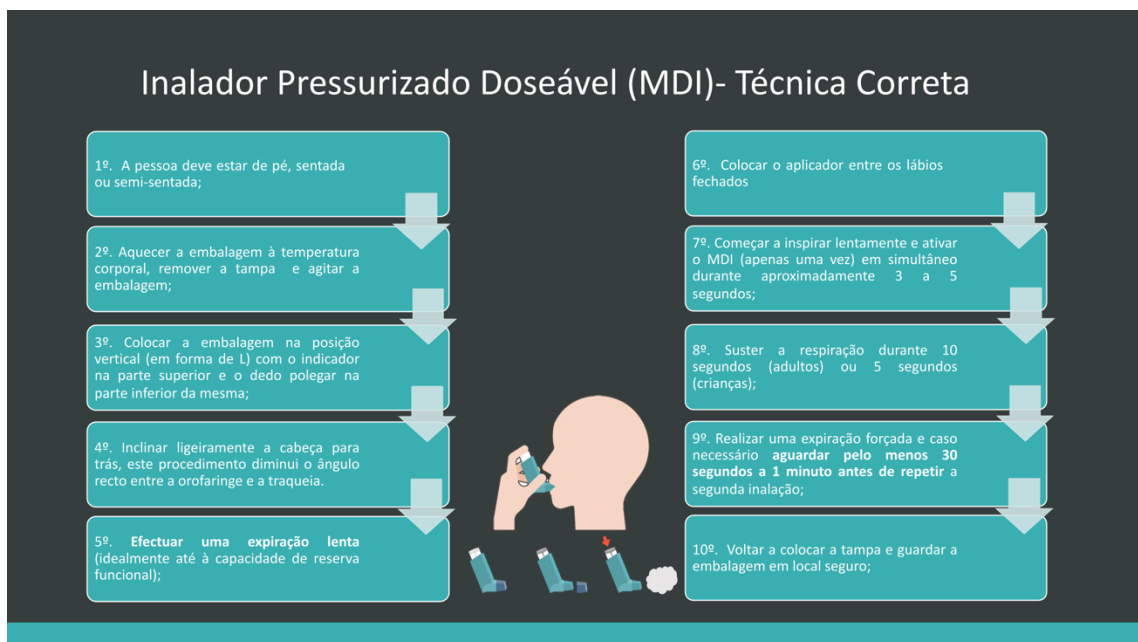 Inalador Pressurizado Doseável (MDI)- Técnica Correta
1º. A pessoa deve estar de pé, sentada
ou semi-sentada;
2º. Aquecer a embalagem à temperatura
corporal, remover a tampa e agitar a
embalagem;
3º. Colocar a embalagem na posição
vertical (em forma de L) com o indicador
na parte superior e o dedo polegar na
parte inferior da mesma;
4º. Inclinar ligeiramente a cabeça para
trás, este procedimento diminui o ângulo
recto entre a orofaringe e a traqueia.
5º. Efectuar uma expiração lenta
(idealmente até à capacidade de reserva
funcional);
6º. Colocar o aplicador entre os lábios
fechados
7º. Começar a inspirar lentamente e ativar
o MDI (apenas uma vez) em simultâneo
durante aproximadamente 3 a 5
segundos;
8º. Suster a respiração durante 10
segundos (adultos) ou 5 segundos
(crianças);
9º. Realizar uma expiração forçada e caso
necessário aguardar pelo menos 30
segundos a 1 minuto antes de repetir a
segunda inalação;
10º. Voltar a colocar a tampa e guardar a
embalagem em local seguro;